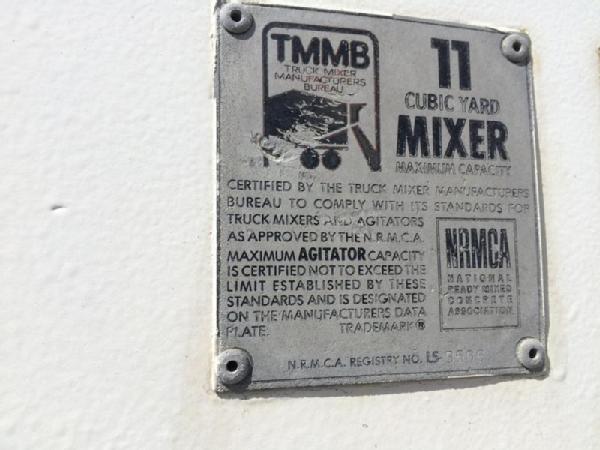 TMMB
TRUCK MIXER
MANUFACTURERS
BUREAU
11
CUBIC YARD
MIXER
MAXIMUM CAPACITY
CERTIFIED BY THE TRUCK MIXER MANUFACTURERS
BUREAU TO COMPLY WITH ITS STANDARDS FOR
TRUCK MIXERS AND AGITATORS
AS APPROVED BY THE N.R.M.C.A.
MAXIMUM AGITATOR CAPACITY
IS CERTIFIED NOT TO EXCEED THE
LIMIT ESTABLISHED BY THESE
STANDARDS AND IS DESIGNATED
ON THE MANUFACTURERS DATA
PLATE. TRADEMARK®
NRMCA
NATIONAL
READY MIXED
CONCRETE
ASSOCIATION
N.R.M.C.A. REGISTRY NO. LS